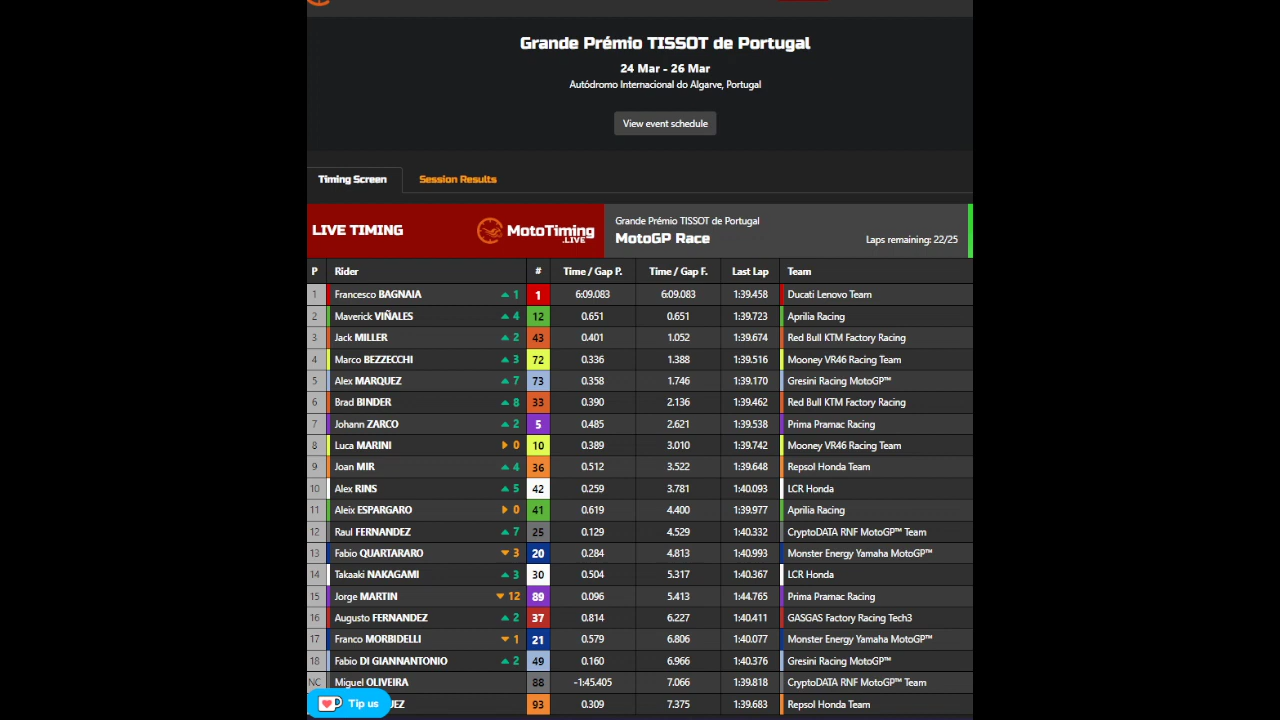 Grande Prémio TISSOT de Portugal
24 Mar - 26 Mar
Autódromo Internacional do Algarve, Portugal
View event schedule
Timing Screen Session Results
LIVE TIMING MotoTiming .LIVE Grande Prémio TISSOT de Portugal
MotoGP Race Laps remaining: 22/25
P Rider # Time / Gap P. Time / Gap F. Last Lap Team
1 Francesco BAGNAIA 1 1 6:09.083 6:09.083 1:39.458 Ducati Lenovo Team
2 Maverick VIÑALES 4 12 0.651 0.651 1:39.723 Aprilia Racing
3 Jack MILLER 2 43 0.401 1.052 1:39.674 Red Bull KTM Factory Racing
4 Marco BEZZECCHI 3 72 0.336 1.388 1:39.516 Mooney VR46 Racing Team
5 Alex MARQUEZ 7 73 0.358 1.746 1:39.170 Gresini Racing MotoGP™
6 Brad BINDER 8 33 0.390 2.136 1:39.462 Red Bull KTM Factory Racing
7 Johann ZARCO 2 5 0.485 2.621 1:39.538 Prima Pramac Racing
8 Luca MARINI 0 10 0.389 3.010 1:39.742 Mooney VR46 Racing Team
9 Joan MIR 4 36 0.512 3.522 1:39.648 Repsol Honda Team
10 Alex RINS 5 42 0.259 3.781 1:40.093 LCR Honda
11 Aleix ESPARGARO 0 41 0.619 4.400 1:39.977 Aprilia Racing
12 Raul FERNANDEZ 7 25 0.129 4.529 1:40.332 CryptoDATA RNF MotoGP™ Team
13 Fabio QUARTARARO 3 20 0.284 4.813 1:40.993 Monster Energy Yamaha MotoGP™
14 Takaaki NAKAGAMI 3 30 0.504 5.317 1:40.367 LCR Honda
15 Jorge MARTIN 12 89 0.096 5.413 1:44.765 Prima Pramac Racing
16 Augusto FERNANDEZ 2 37 0.814 6.227 1:40.411 GASGAS Factory Racing Tech3
17 Franco MORBIDELLI 1 21 0.579 6.806 1:40.077 Monster Energy Yamaha MotoGP™
18 Fabio DI GIANNANTONIO 2 49 0.160 6.966 1:40.376 Gresini Racing MotoGP™
NC Miguel OLIVEIRA 88 -1:45.405 7.066 1:39.818 CryptoDATA RNF MotoGP™ Team
Tip us 93 0.309 7.375 1:39.683 Repsol Honda Team